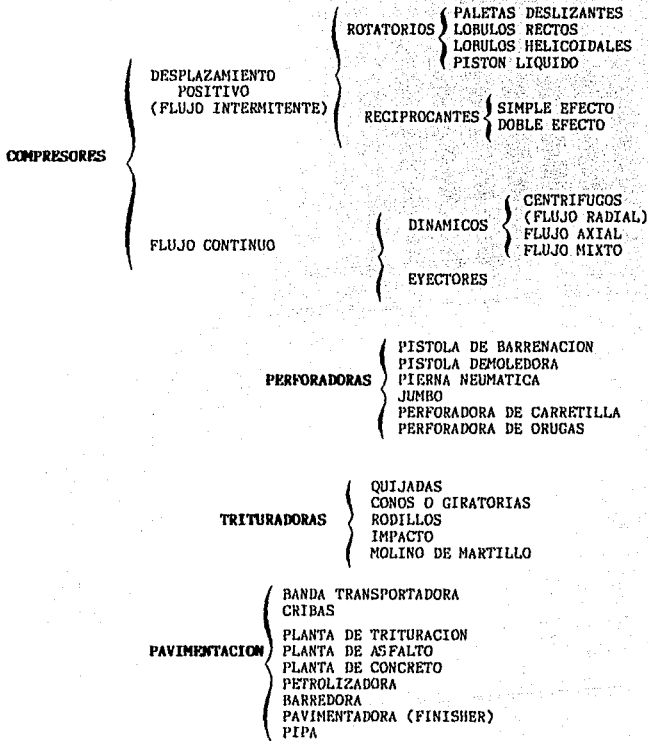 COMPRESORES
DESPLAZAMIENTO
POSITIVO
(FLUJO INTERMITENTE)
ROTATORIOS
PALETAS DESLIZANTES
LOBULOS RECTOS
LOBULOS HELICOIDALES
PISTON LIQUIDO
RECIPROCANTES
SIMPLE EFECTO
DOBLE EFECTO
FLUJO CONTINUO
DINAMICOS
CENTRIFUGOS
(FLUJO RADIAL)
FLUJO AXIAL
FLUJO MIXTO
EYECTORES
PERFORADORAS
PISTOLA DE BARRENACION
PISTOLA DEMOLEDORA
PIERNA NEUMATICA
JUMBO
PERFORADORA DE CARRETILLA
PERFORADORA DE ORUGAS
TRITURADORAS
QUIJADAS
CONOS O GIRATORIAS
RODILLOS
IMPACTO
MOLINO DE MARTILLO
PAVIMENTACION
BANDA TRANSPORTADORA
CRIBAS
PLANTA DE TRITURACION
PLANTA DE ASFALTO
PLANTA DE CONCRETO
PETROLIZADORA
BARREDORA
PAVIMENTADORA (FINISHER)
PIPA